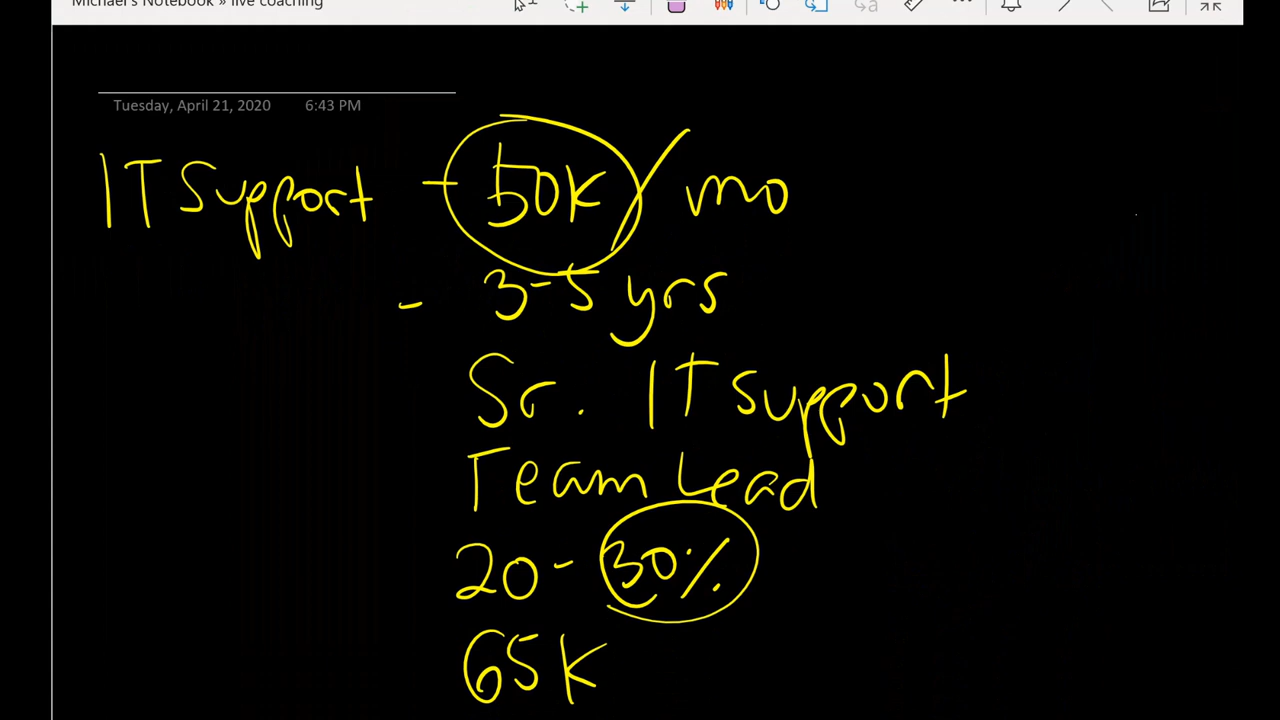 Michael's Notebook » live coaching
Tuesday, April 21, 2020 6:43 PM
IT Support - 50K / mo
- 3-5 yrs
Sr. IT support
Team Lead
20 - 30%
65K